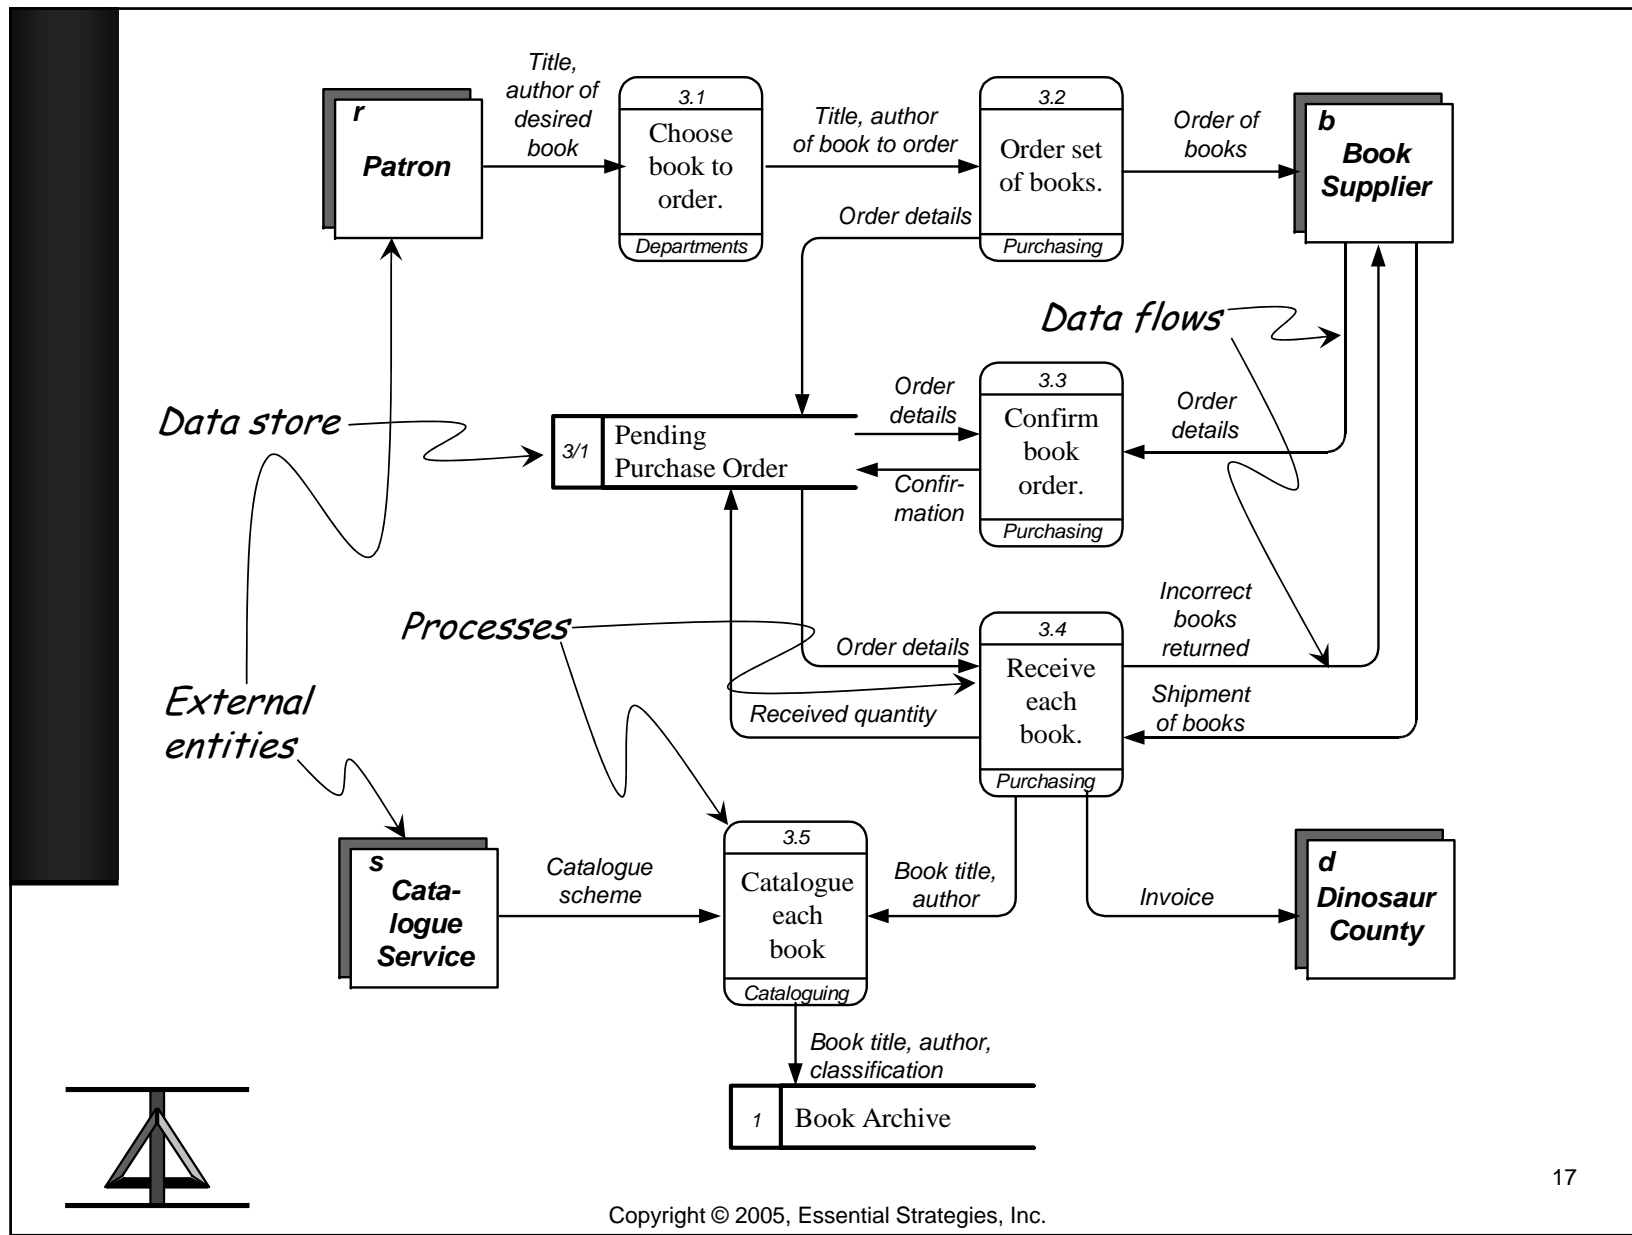 Title,
author of
desired
book
r
Patron
3.1
Choose
book to
order.
Departments
Title, author
of book to order
3.2
Order set
of books.
Purchasing
Order of
books
b
Book
Supplier
Order details
Data flows
Data store
3/1
Pending
Purchase Order
Order
details
Confir-
mation
3.3
Confirm
book
order.
Purchasing
Order
details
Processes
Order details
Received quantity
3.4
Receive
each
book.
Purchasing
Incorrect
books
returned
Shipment
of books
External
entities
s
Cata-
logue
Service
Catalogue
scheme
3.5
Catalogue
each
book
Cataloguing
Book title,
author
Invoice
d
Dinosaur
County
Book title, author,
classification
1
Book Archive
17
Copyright © 2005, Essential Strategies, Inc.